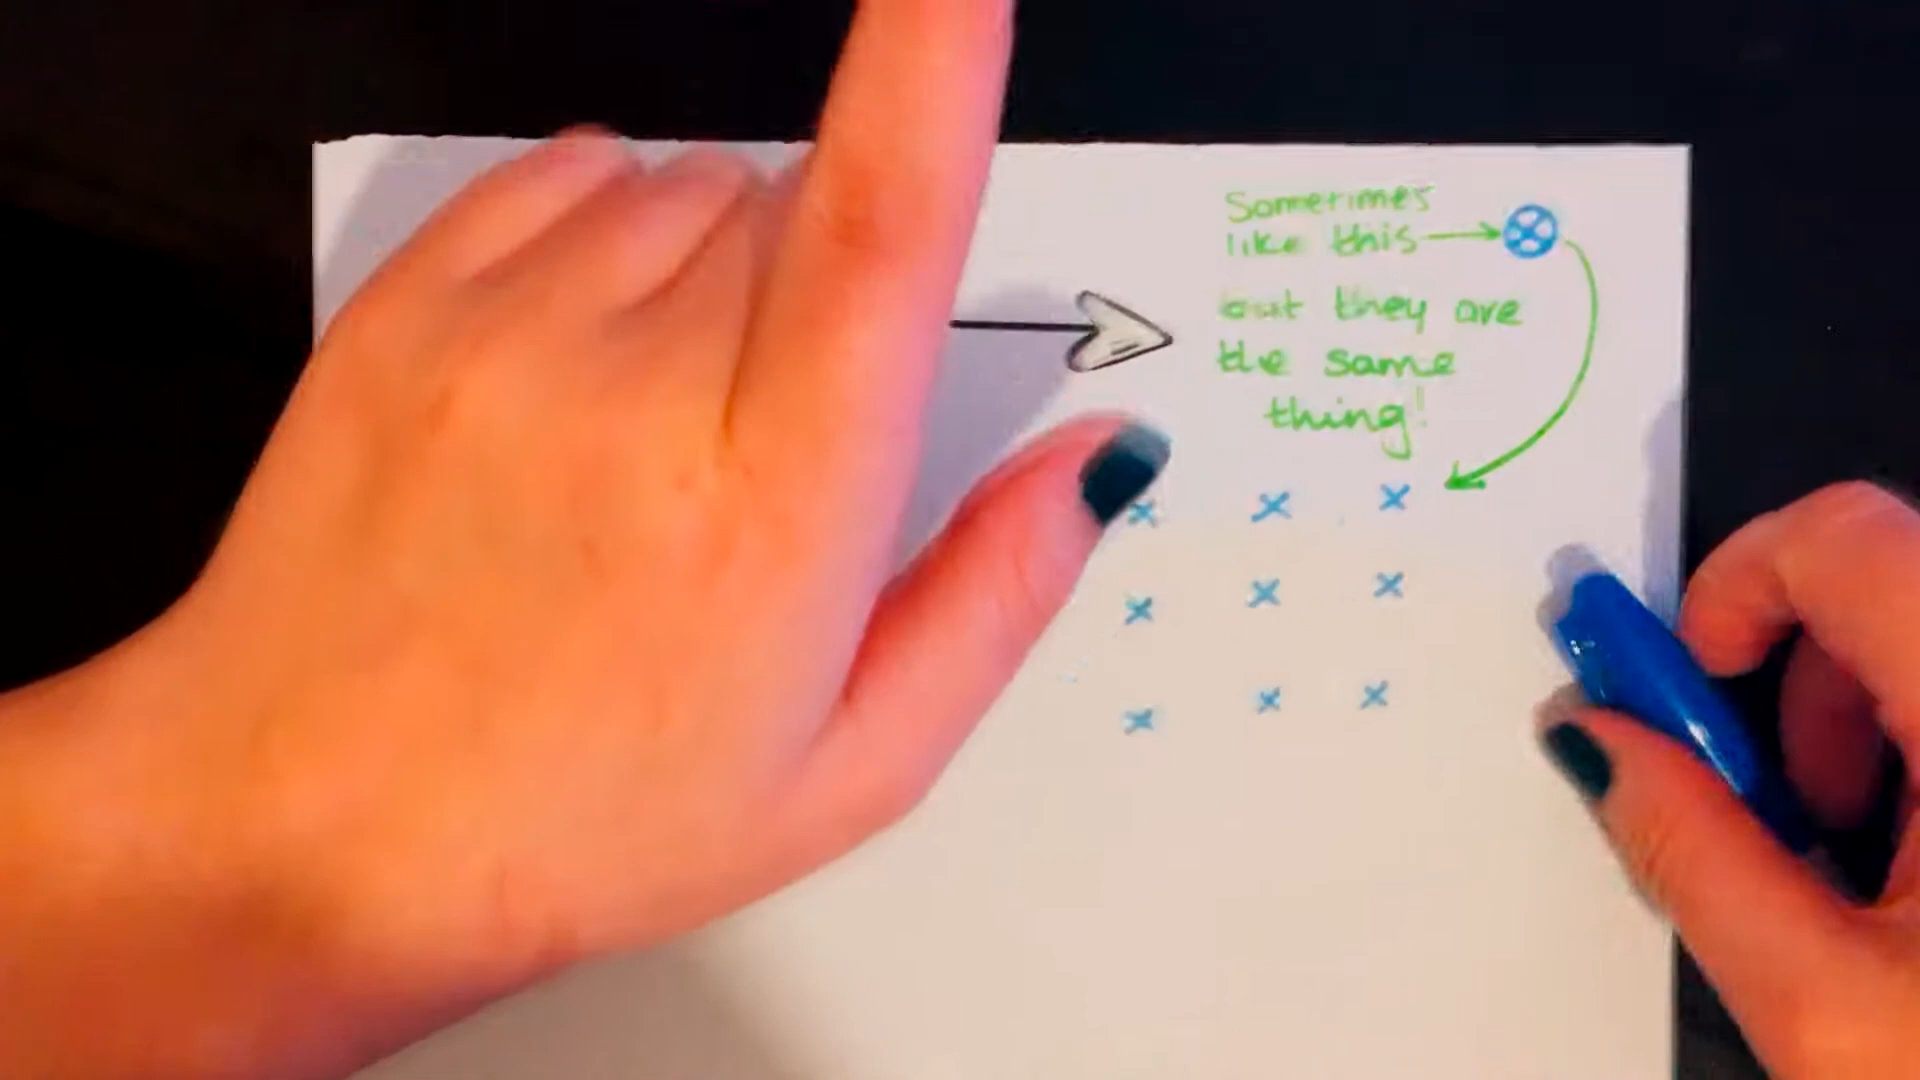 Sometimes
like this
but they are
the same
thing!
x x x
x x x
x x x